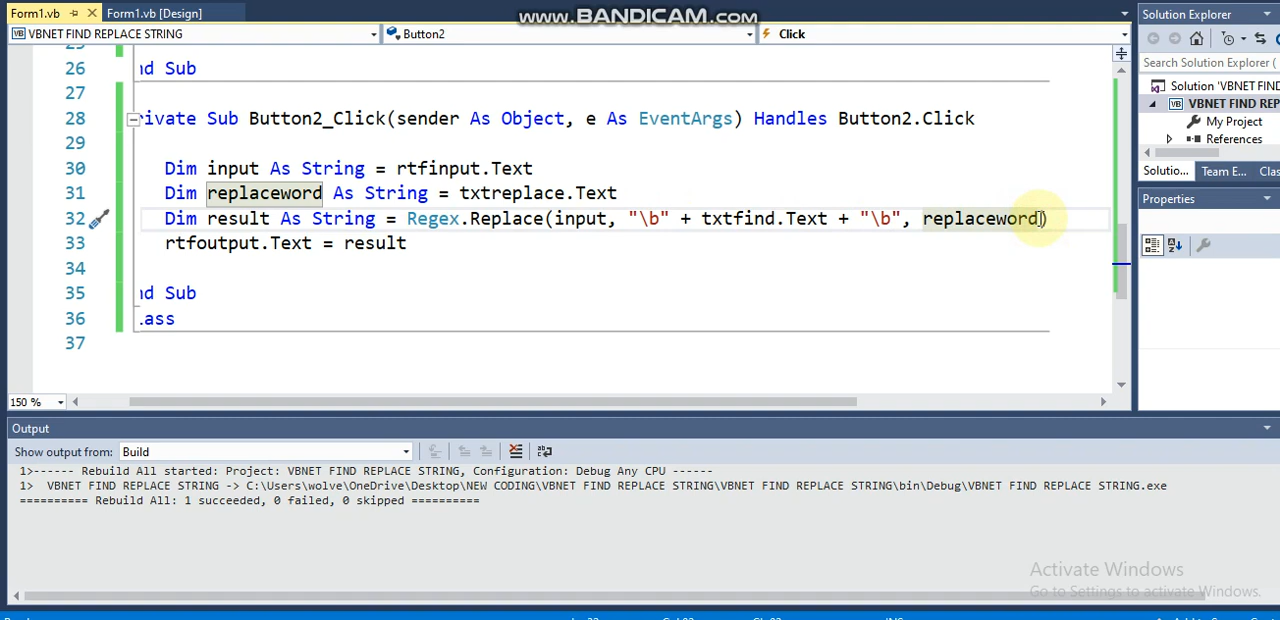 www.BANDICAM.com
Form1.vb
Form1.vb [Design]
Solution Explorer
VBNET FIND REPLACE STRING
Button2
Click
Search Solution Explorer (
Solution 'VBNET FIND
VBNET FIND REP
My Project
References
Solutio... Team E... Clas
Properties
26 nd Sub
27
28 rivate Sub Button2_Click(sender As Object, e As EventArgs) Handles Button2.Click
29
30 Dim input As String = rtfinput.Text
31 Dim replaceword As String = txtreplace.Text
32 Dim result As String = Regex.Replace(input, "\b" + txtfind.Text + "\b", replaceword)
33 rtfoutput.Text = result
34
35 nd Sub
36 .ass
37
150 %
Output
Show output from: Build
1>------ Rebuild All started: Project: VBNET FIND REPLACE STRING, Configuration: Debug Any CPU ------
1> VBNET FIND REPLACE STRING -> C:\Users\wolve\OneDrive\Desktop\NEW CODING\VBNET FIND REPLACE STRING\VBNET FIND REPLACE STRING\bin\Debug\VBNET FIND REPLACE STRING.exe
========== Rebuild All: 1 succeeded, 0 failed, 0 skipped ==========
Activate Windows
Go to Settings to activate Windows.